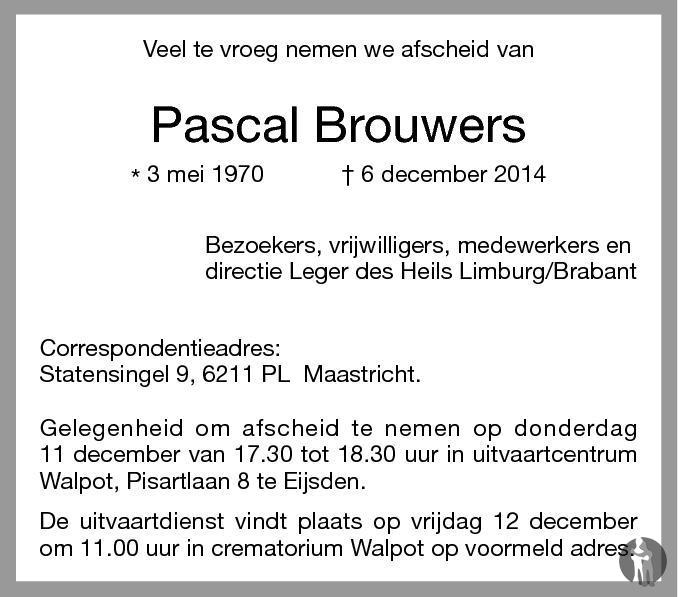 Veel te vroeg nemen we afscheid van
Pascal Brouwers
* 3 mei 1970 † 6 december 2014
Bezoekers, vrijwilligers, medewerkers en
directie Leger des Heils Limburg/Brabant
Correspondentieadres:
Statensingel 9, 6211 PL Maastricht.
Gelegenheid om afscheid te nemen op donderdag
11 december van 17.30 tot 18.30 uur in uitvaartcentrum
Walpot, Pisartlaan 8 te Eijsden.
De uitvaartdienst vindt plaats op vrijdag 12 december
om 11.00 uur in crematorium Walpot op voormeld adres.